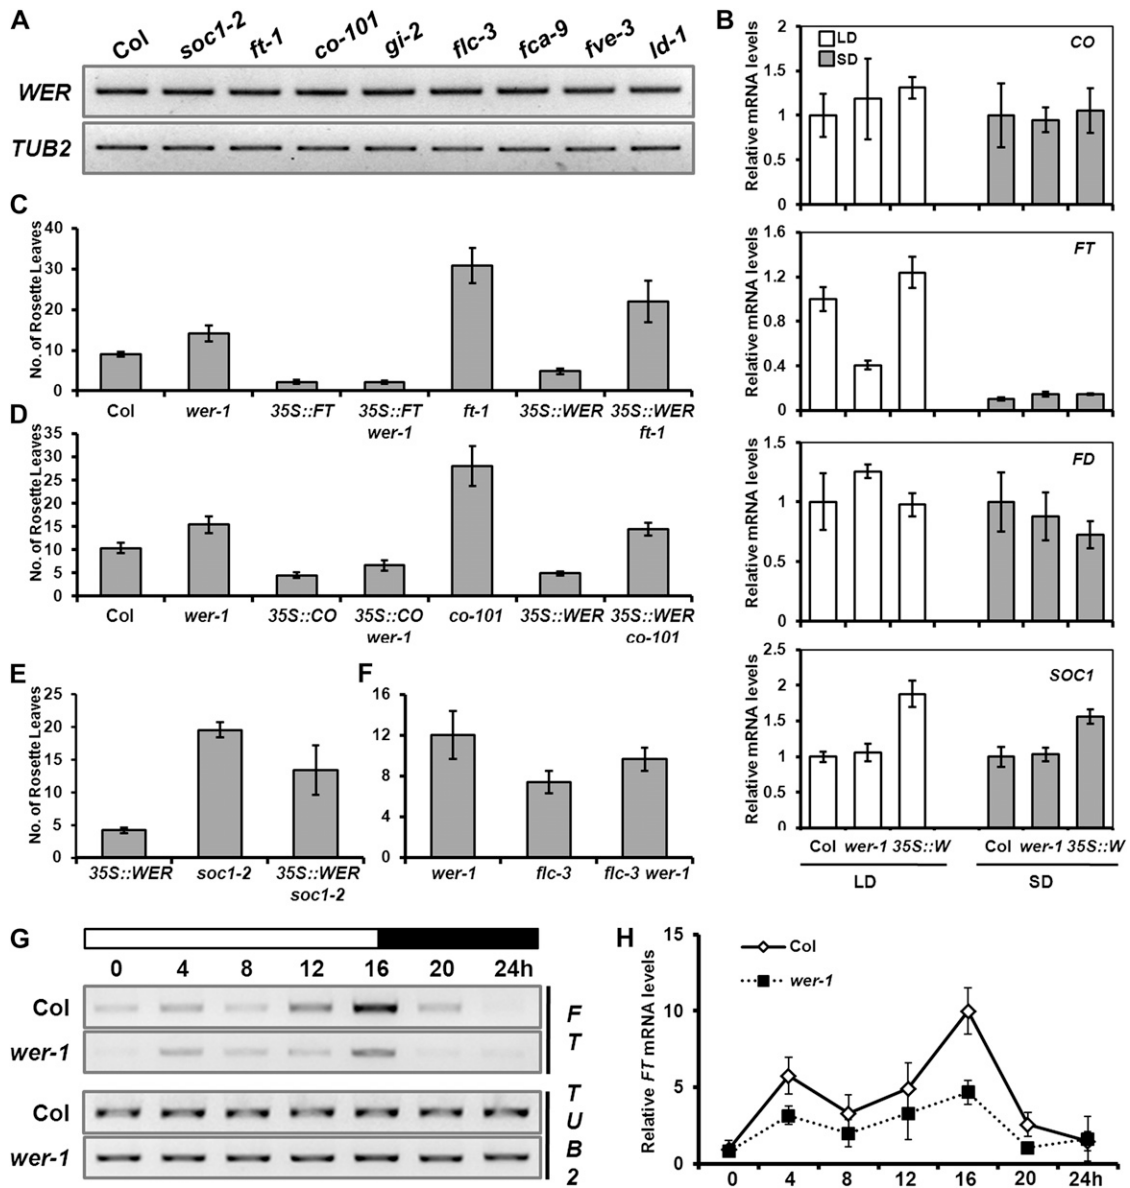 A
Col soc1-2 ft-1 co-101 gi-2 flc-3 fca-9 fve-3 ld-1
WER
TUB2
B
Relative mRNA levels
2
1.5
1
0.5
0
LD
SD
CO
Relative mRNA levels
1.6
1.2
0.8
0.4
0
FT
Relative mRNA levels
1.5
1
0.5
0
FD
Relative mRNA levels
2.5
2
1.5
1
0.5
0
SOC1
Col wer-1 35S::W Col wer-1 35S::W
LD SD
C
No. of Rosette Leaves
40
30
20
10
0
Col wer-1 35S::FT 35S::FT ft-1 35S::WER 35S::WER
wer-1 ft-1
D
No. of Rosette Leaves
35
30
25
20
15
10
5
0
Col wer-1 35S::CO 35S::CO co-101 35S::WER 35S::WER
wer-1 co-101
E
No. of Rosette Leaves
25
20
15
10
5
0
35S::WER soc1-2 35S::WER
soc1-2
F
16
12
8
4
0
wer-1 flc-3 flc-3 wer-1
G
0 4 8 12 16 20 24h
Col
wer-1
FT
Col
wer-1
TUB2
H
Relative FT mRNA levels
15
10
5
0
Col
wer-1
0 4 8 12 16 20 24h